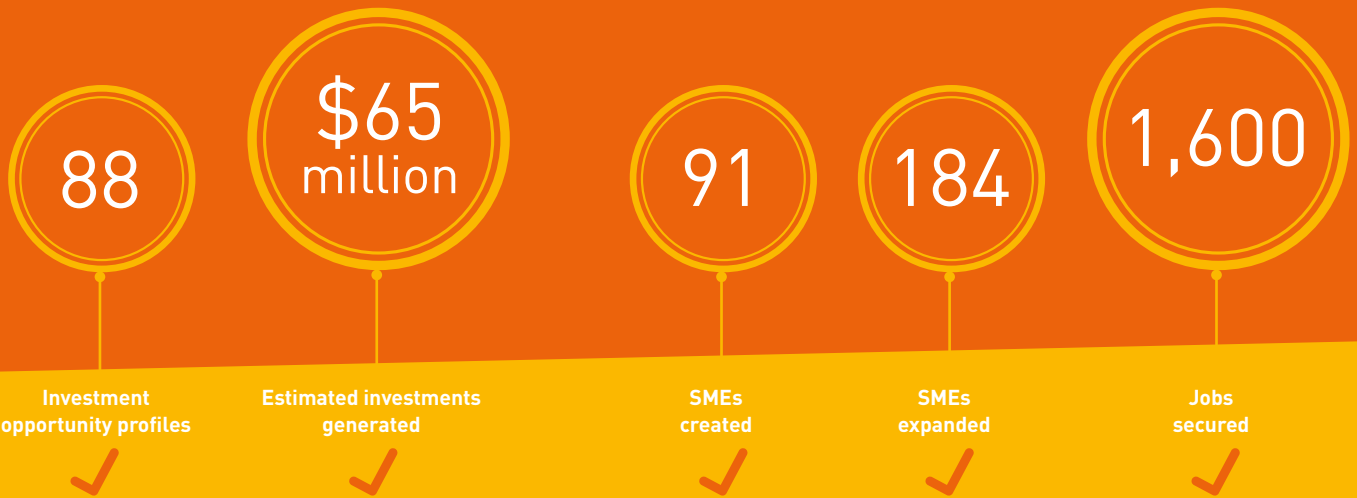 88
$65
million
91
184
1,600
Investment
opportunity profiles
Estimated investments
generated
SMEs
created
SMEs
expanded
Jobs
secured